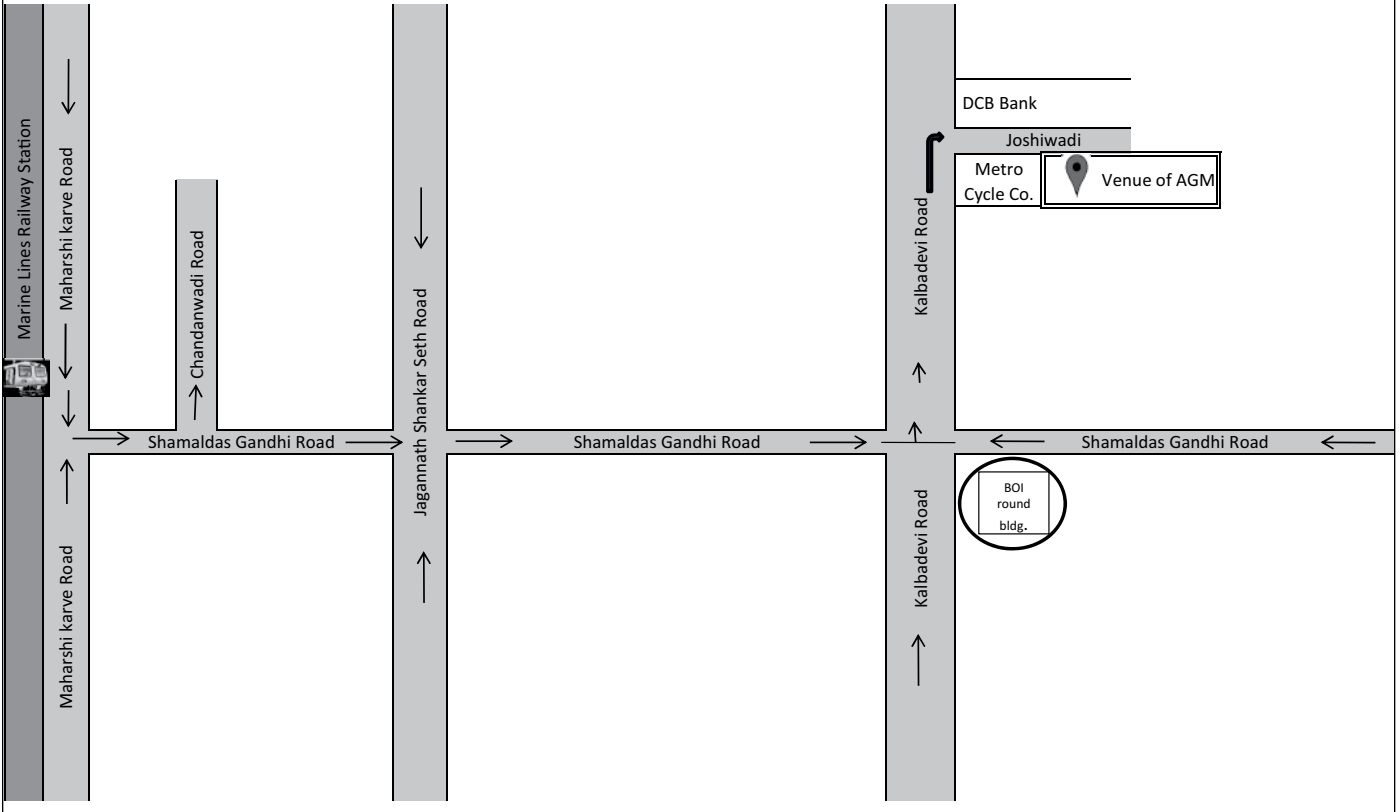 Marine Lines Railway Station
Maharshi karve Road
Maharshi karve Road
Chandanwadi Road
Shamaldas Gandhi Road
Jagannath Shankar Seth Road
Shamaldas Gandhi Road
Kalbadevi Road
Kalbadevi Road
DCB Bank
Joshiwadi
Metro
Cycle Co.
Venue of AGM
Shamaldas Gandhi Road
BOI
round
bldg.